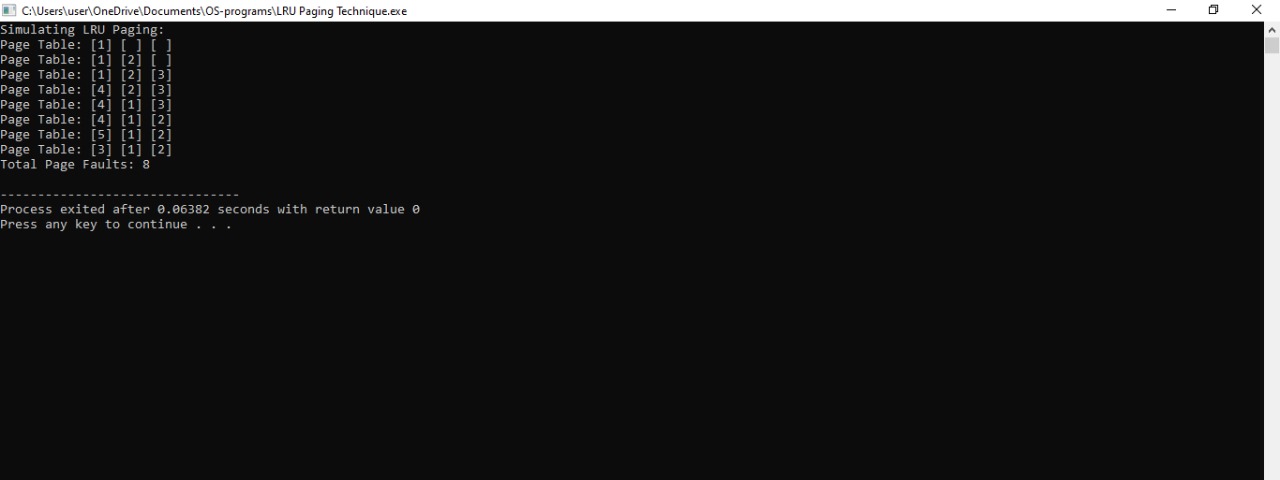 C:\Users\user\OneDrive\Documents\OS-programs\LRU Paging Technique.exe
Simulating LRU Paging:
Page Table: [1] [ ] [ ]
Page Table: [1] [2] [ ]
Page Table: [1] [2] [3]
Page Table: [4] [2] [3]
Page Table: [4] [1] [3]
Page Table: [4] [1] [2]
Page Table: [5] [1] [2]
Page Table: [3] [1] [2]
Total Page Faults: 8
--------------------------------
Process exited after 0.06382 seconds with return value 0
Press any key to continue . . .